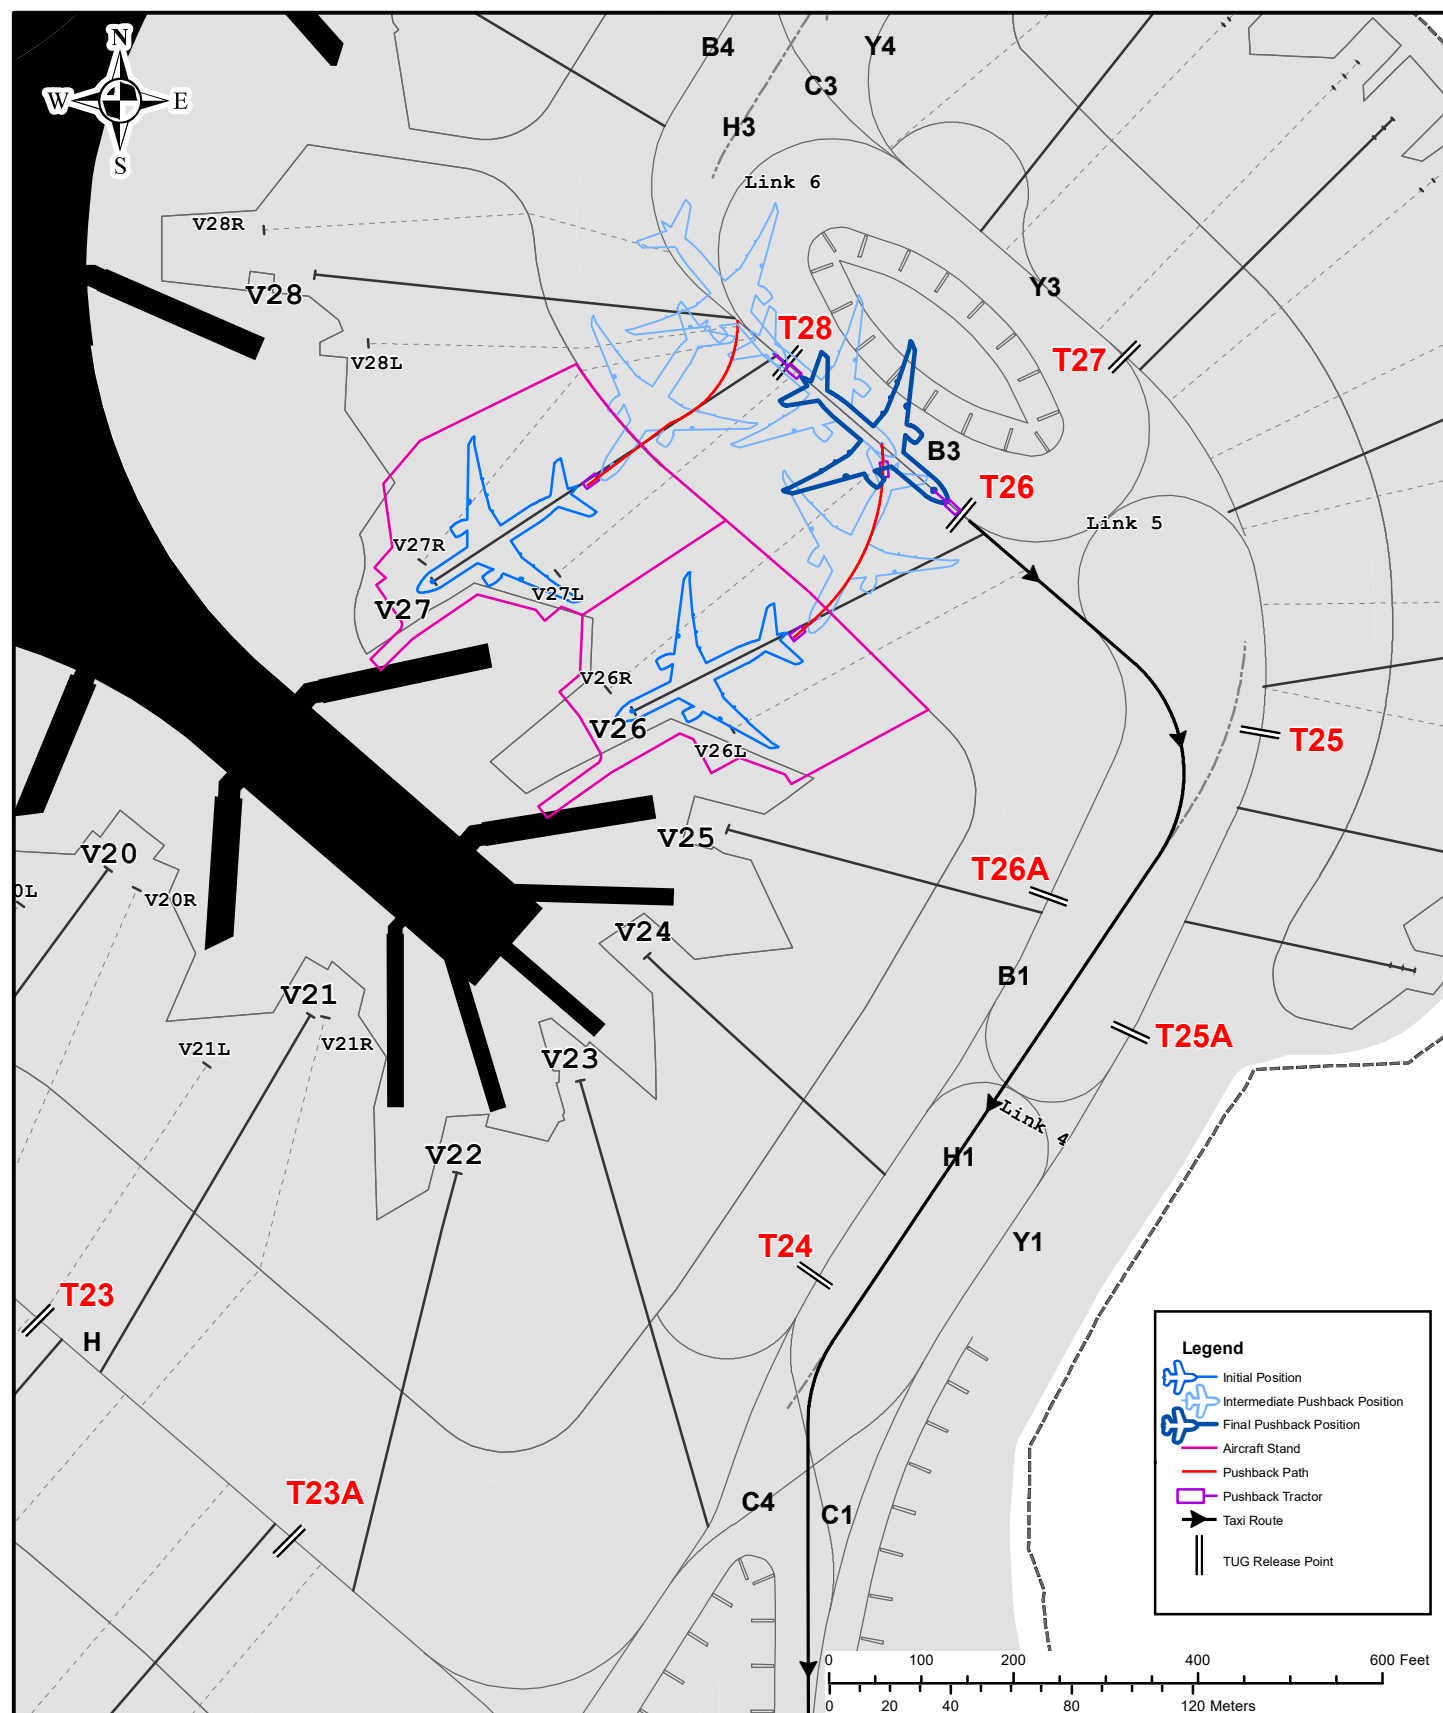 N
W
E
S
B4
Y4
C3
H3
Link 6
V28R
V28
V28L
Y3
T28
T27
B3
T26
Link 5
V27R
V27L
V27
V26R
V26
V26L
T25
V25
V20
0L
V20R
T26A
V24
B1
V21
T25A
V21L
V21R
V23
Link 4
V22
H1
Y1
T24
T23
H
T23A
C4
C1
Legend
Initial Position
Intermediate Pushback Position
Final Pushback Position
Aircraft Stand
Pushback Path
Pushback Tractor
Taxi Route
TUG Release Point
0 100 200 400 600 Feet
0 20 40 80 120 Meters